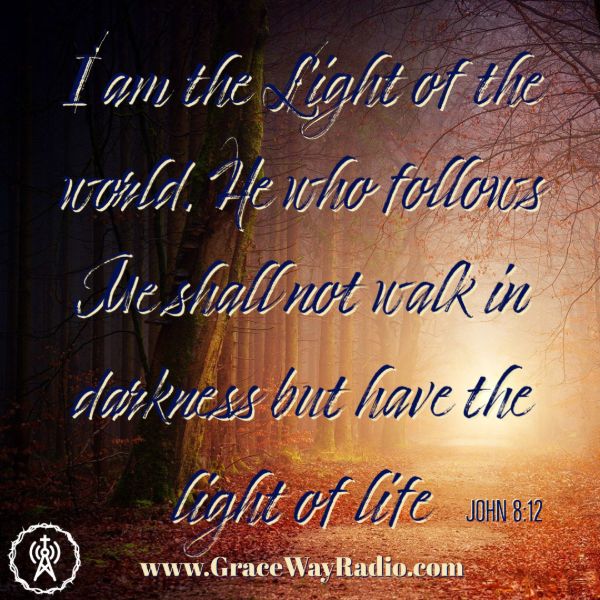 I am the Light of the
world. He who follows
Me shall not walk in
darkness but have the
light of life JOHN 8:12
www.GraceWayRadio.com